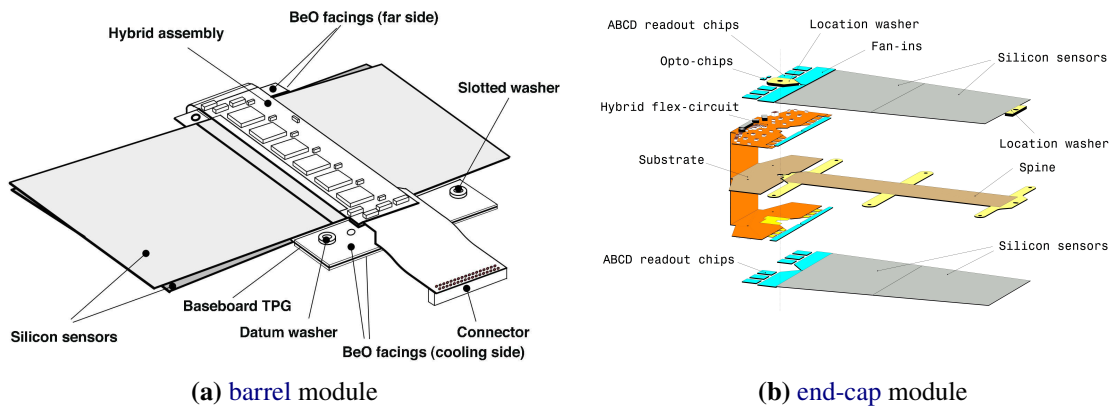 BeO facings (far side)
Hybrid assembly
Slotted washer
Baseboard TPG
Silicon sensors
Datum washer
Connector
BeO facings (cooling side)
(a) barrel module
ABCD readout chips
Location washer
Fan-ins
Opto-chips
Silicon sensors
Hybrid flex-circuit
Location washer
Substrate
Spine
Silicon sensors
ABCD readout chips
(b) end-cap module